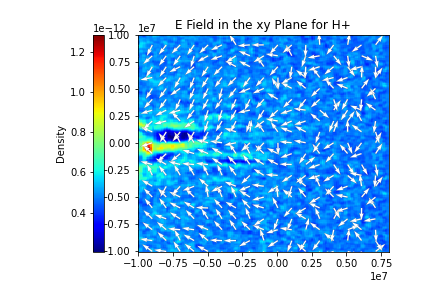 E Field in the xy Plane for H+
1e−12
1e7
Density
1.2
1.0
0.8
0.6
0.4
1.00
0.75
0.50
0.25
0.00
−0.25
−0.50
−0.75
−1.00
−1.00 −0.75 −0.50 −0.25 0.00 0.25 0.50 0.75
1e7